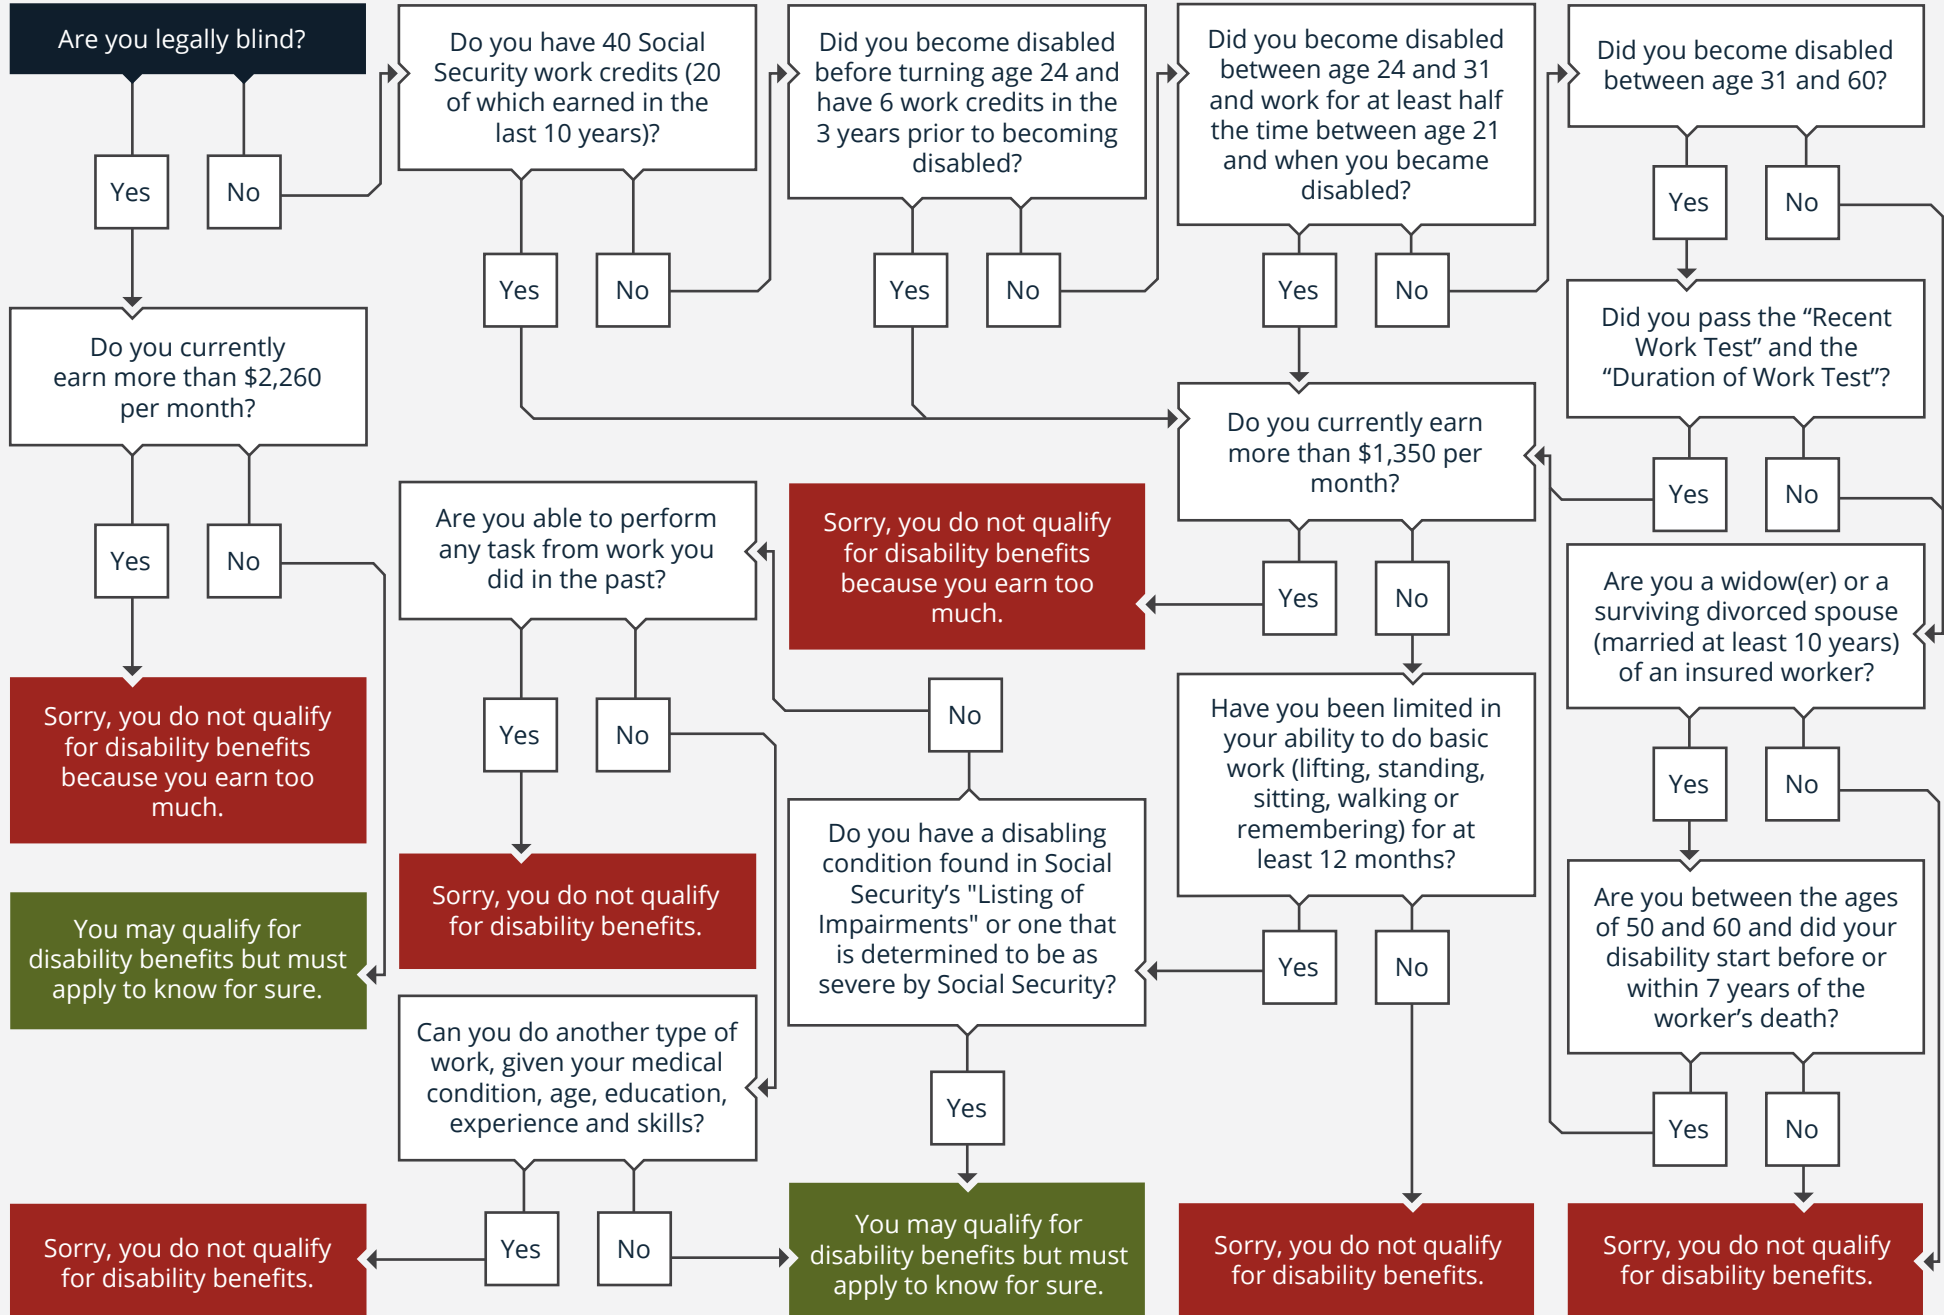 Are you legally blind?
Yes
No
Do you have 40 Social
Security work credits (20
of which earned in the
last 10 years)?
Yes
No
Did you become disabled
before turning age 24 and
have 6 work credits in the
3 years prior to becoming
disabled?
Yes
No
Did you become disabled
between age 24 and 31
and work for at least half
the time between age 21
and when you became
disabled?
Yes
No
Did you become disabled
between age 31 and 60?
Yes
No
Do you currently
earn more than $2,260
per month?
Yes
No
Sorry, you do not qualify
for disability benefits
because you earn too
much.
You may qualify for
disability benefits but must
apply to know for sure.
Did you pass the “Recent
Work Test” and the
“Duration of Work Test”?
Yes
No
Do you currently earn
more than $1,350 per
month?
Yes
No
Sorry, you do not qualify
for disability benefits
because you earn too
much.
Are you a widow(er) or a
surviving divorced spouse
(married at least 10 years)
of an insured worker?
Yes
No
Are you between the ages
of 50 and 60 and did your
disability start before or
within 7 years of the
worker’s death?
Yes
No
Sorry, you do not qualify
for disability benefits.
Have you been limited in
your ability to do basic
work (lifting, standing,
sitting, walking or
remembering) for at
least 12 months?
Yes
No
Sorry, you do not qualify
for disability benefits.
Do you have a disabling
condition found in Social
Security’s "Listing of
Impairments" or one that
is determined to be as
severe by Social Security?
No
Yes
You may qualify for
disability benefits but must
apply to know for sure.
Are you able to perform
any task from work you
did in the past?
Yes
No
Sorry, you do not qualify
for disability benefits.
Can you do another type of
work, given your medical
condition, age, education,
experience and skills?
Yes
No
Sorry, you do not qualify
for disability benefits.